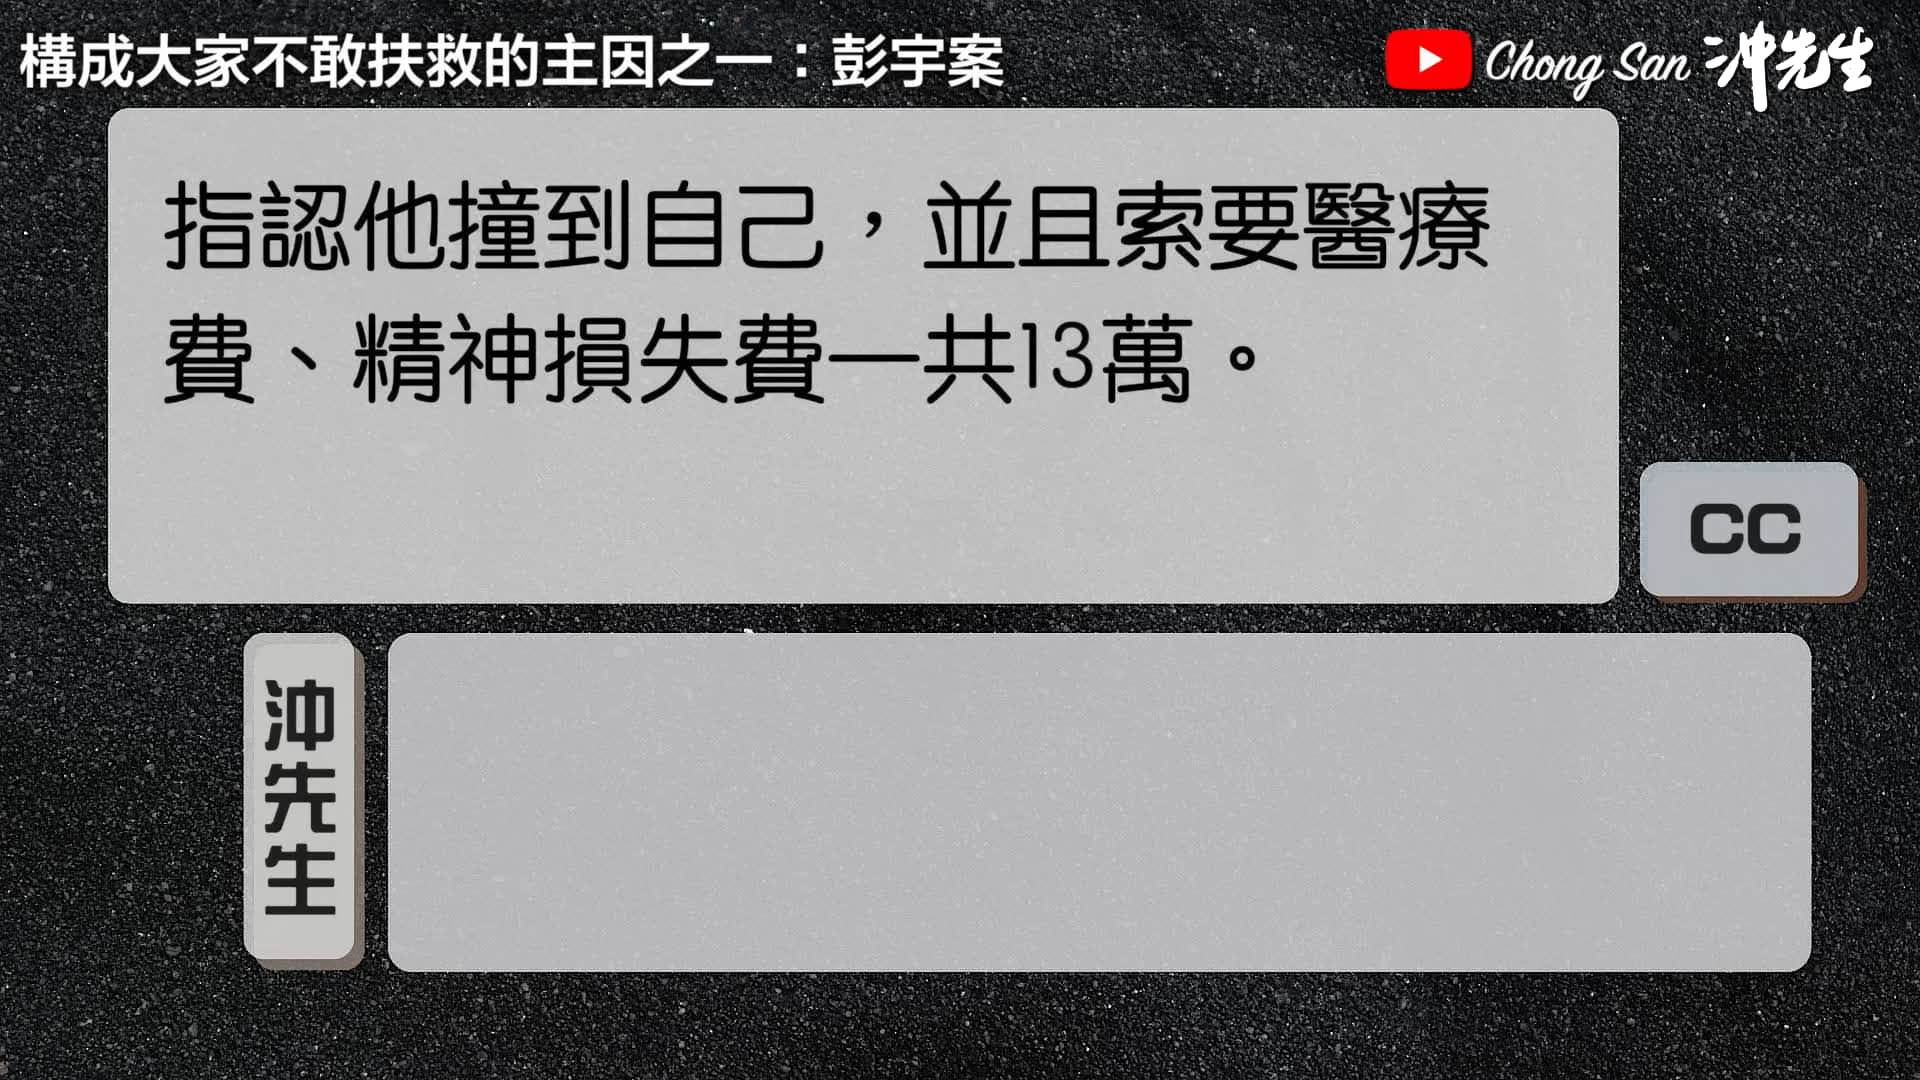 構成大家不敢扶救的主因之一：彭宇案
Chong San 沖先生
指認他撞到自己，並且索要醫療
費、精神損失費一共13萬。
CC
沖先生